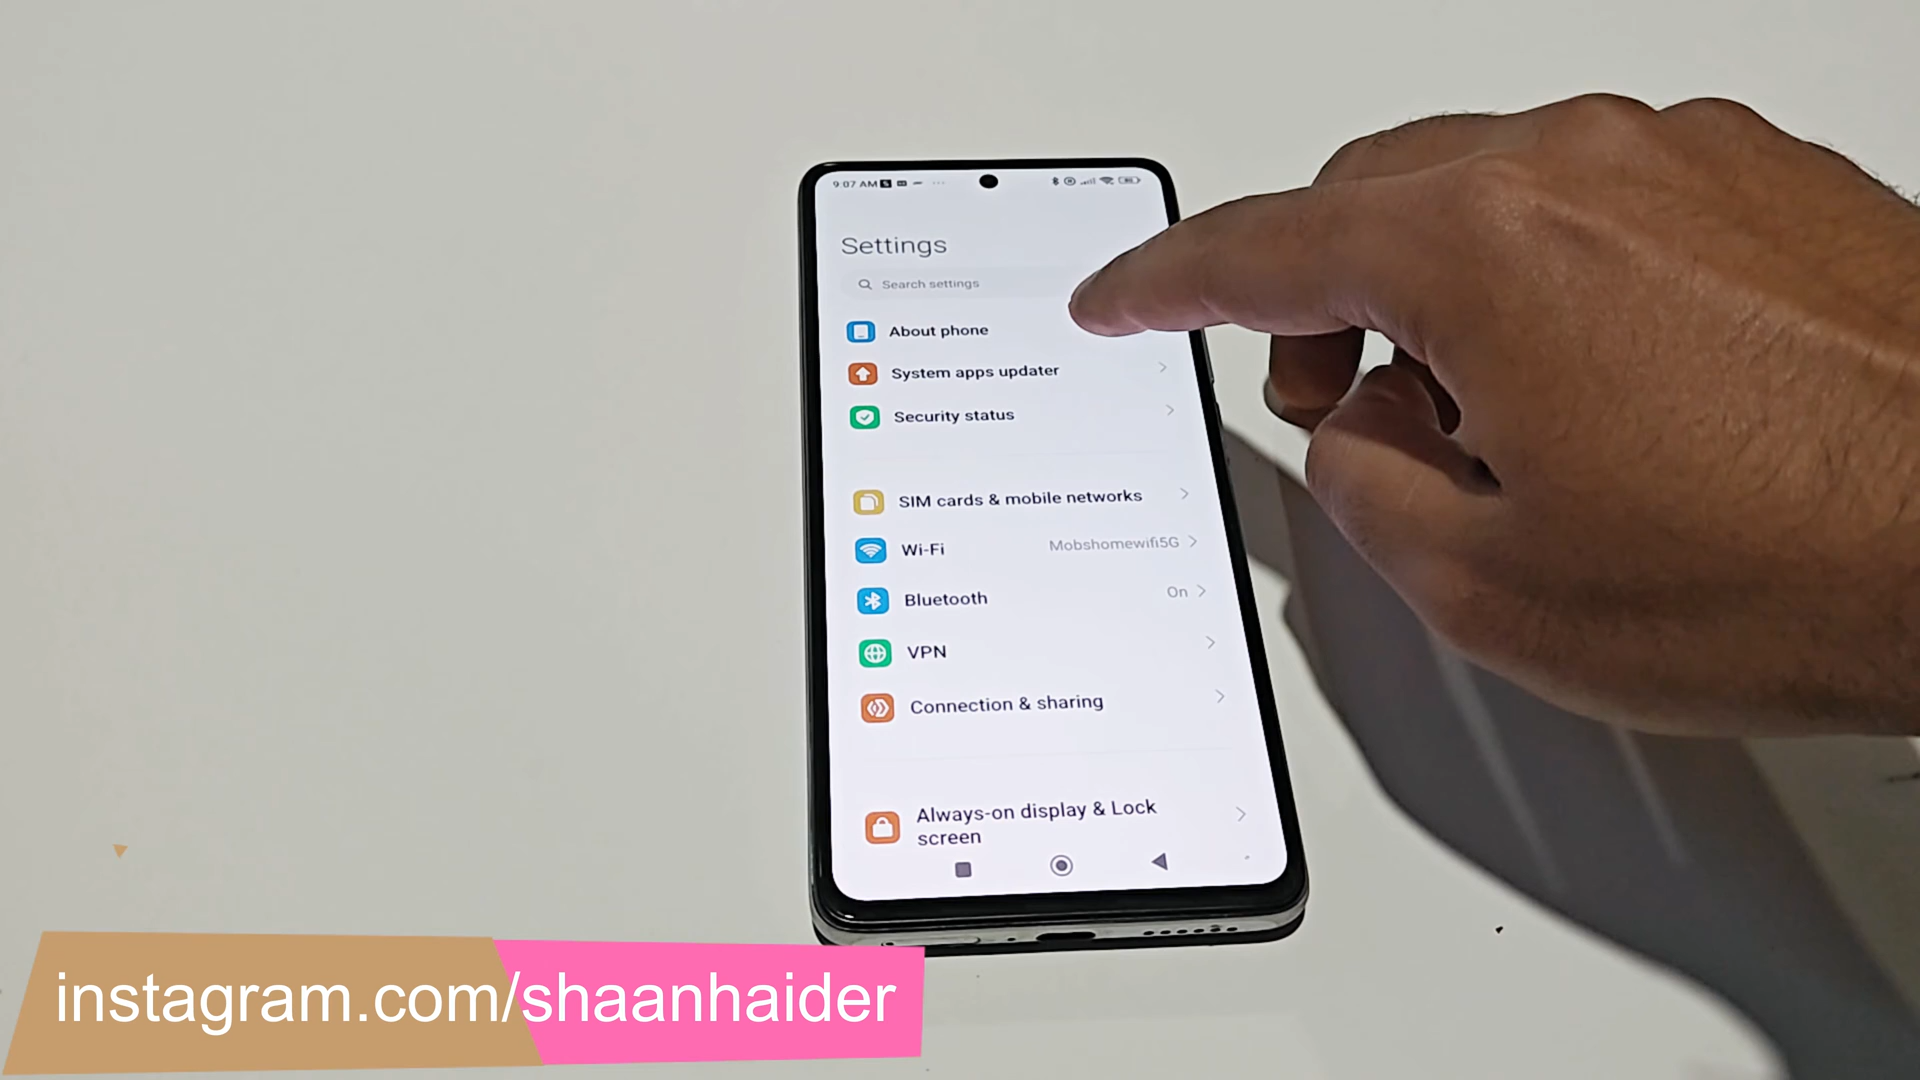 9:07 AM
Settings
Search settings
About phone
System apps updater
Security status
SIM cards & mobile networks
Wi-Fi Mobshomewifi5G
Bluetooth On
VPN
Connection & sharing
Always-on display & Lock
screen
instagram.com/shaanhaider